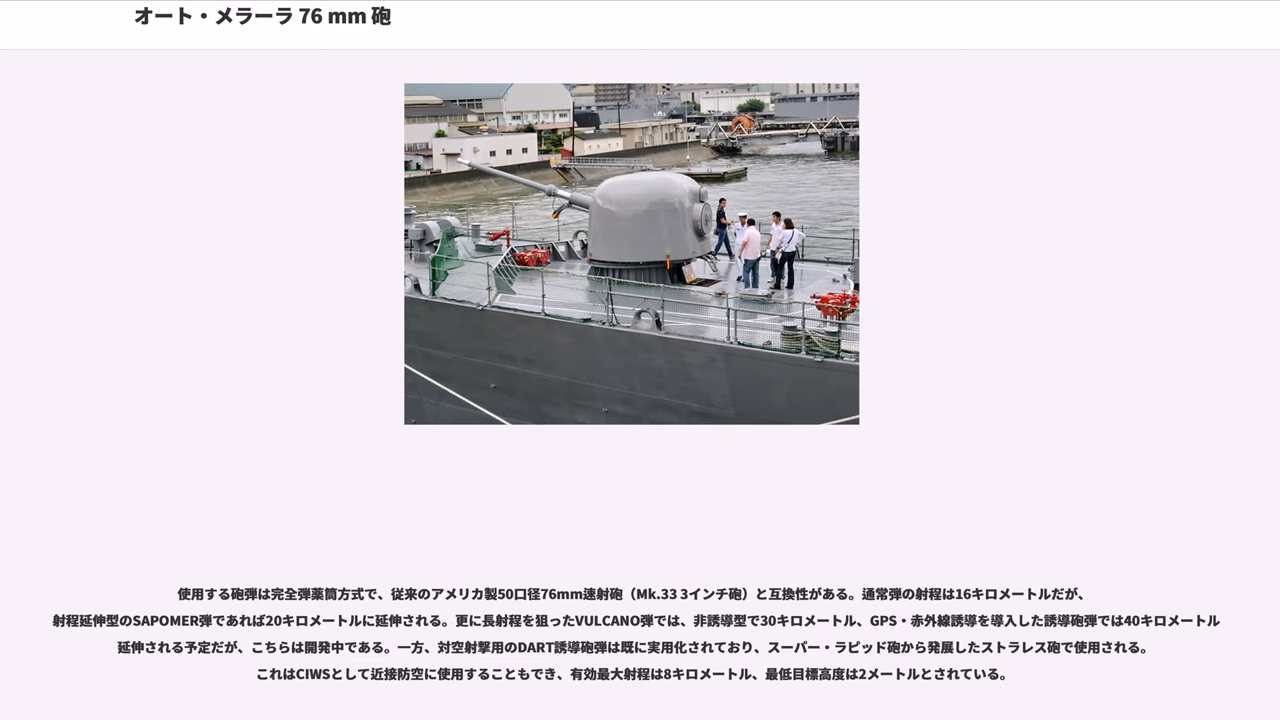 オート・メラーラ 76 mm 砲
使用する砲弾は完全弾薬筒方式で、従来のアメリカ製50口径76mm速射砲（Mk.33 3インチ砲）と互換性がある。通常弾の射程は16キロメートルだが、
射程延伸型のSAPOMER弾であれば20キロメートルに延伸される。更に長射程を狙ったVULCANO弾では、非誘導型で30キロメートル、GPS・赤外線誘導を導入した誘導砲弾では40キロメートル
延伸される予定だが、こちらは開発中である。一方、対空射撃用のDART誘導砲弾は既に実用化されており、スーパー・ラピッド砲から発展したストラレス砲で使用される。
これはCIWSとして近接防空に使用することもでき、有効最大射程は8キロメートル、最低目標高度は2メートルとされている。